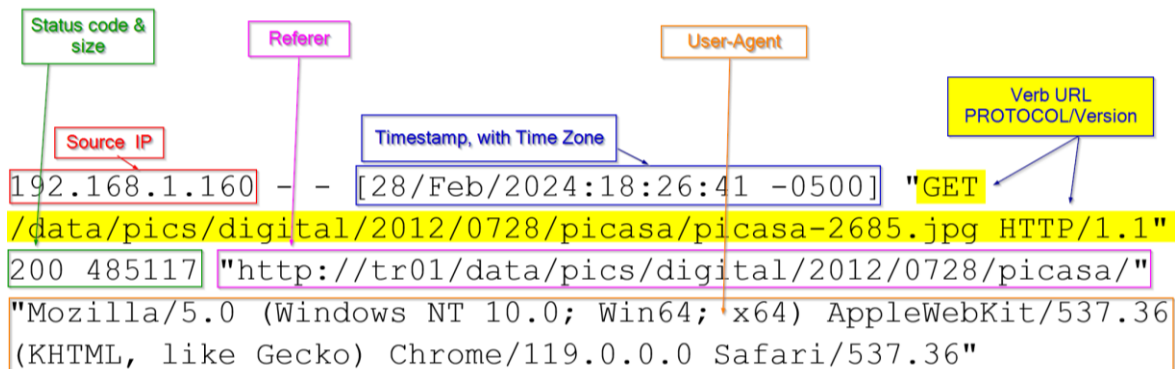 Status code &
size
Referer
User-Agent
Verb URL
PROTOCOL/Version
Source IP
Timestamp, with Time Zone
192.168.1.160 - - [28/Feb/2024:18:26:41 -0500] "GET
/data/pics/digital/2012/0728/picasa/picasa-2685.jpg HTTP/1.1"
200 485117 "http://tr01/data/pics/digital/2012/0728/picasa/"
"Mozilla/5.0 (Windows NT 10.0; Win64; x64) AppleWebKit/537.36
(KHTML, like Gecko) Chrome/119.0.0.0 Safari/537.36"